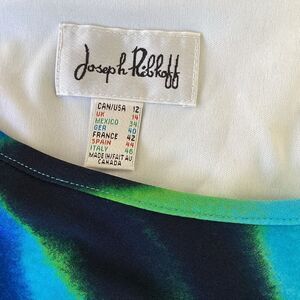 Joseph Ribkoff
CAN/USA 12
UK 14
MEXICO 34
GER 40
FRANCE 42
SPAIN 44
ITALY 46
MADE IN/FAIT AU
CANADA